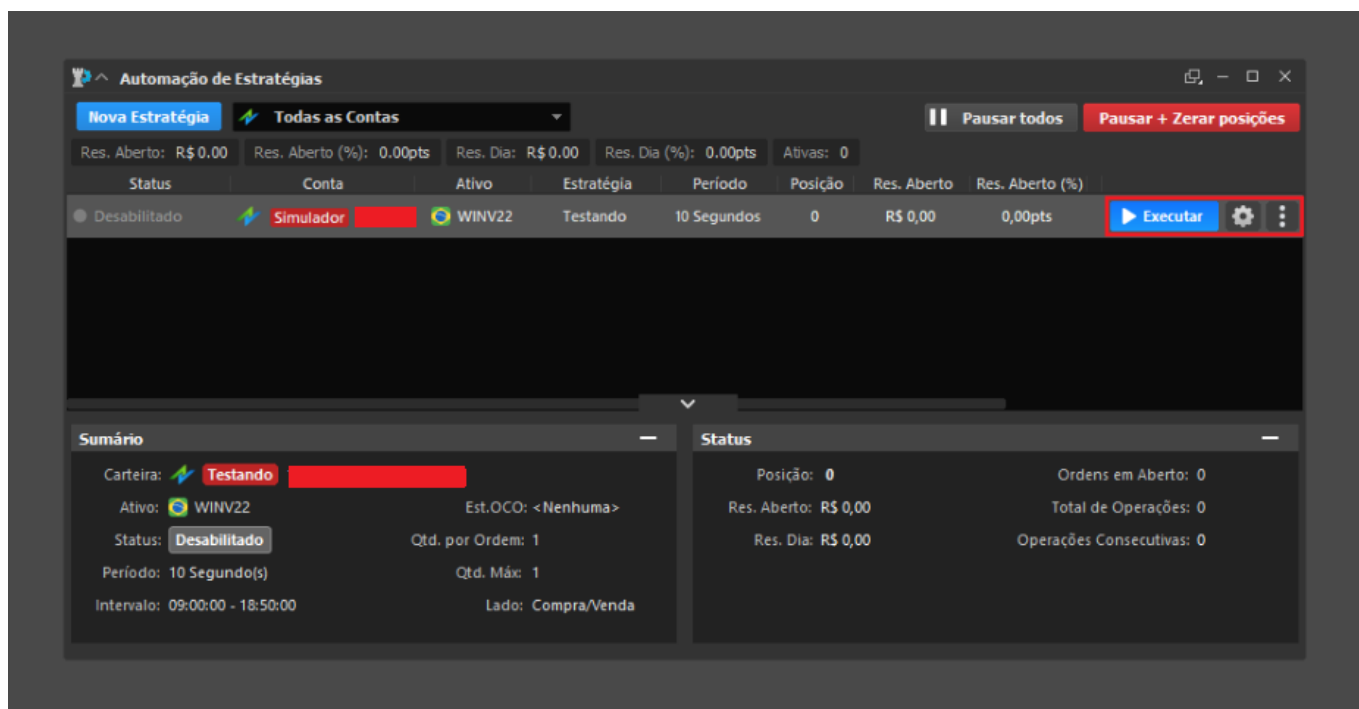 Automação de Estratégias
Nova Estratégia Todas as Contas Pausar todos Pausar + Zerar posições
Res. Aberto: R$ 0.00 Res. Aberto (%): 0.00pts Res. Dia: R$ 0.00 Res. Dia (%): 0.00pts Ativas: 0
Status Conta Ativo Estratégia Período Posição Res. Aberto Res. Aberto (%)
Desabilitado Simulador WINV22 Testando 10 Segundos 0 R$ 0,00 0,00pts Executar
Sumário
Carteira: Testando
Ativo: WINV22 Est.OCO: <Nenhuma>
Status: Desabilitado Qtd. por Ordem: 1
Período: 10 Segundo(s) Qtd. Máx: 1
Intervalo: 09:00:00 - 18:50:00 Lado: Compra/Venda
Status
Posição: 0 Ordens em Aberto: 0
Res. Aberto: R$ 0,00 Total de Operações: 0
Res. Dia: R$ 0,00 Operações Consecutivas: 0